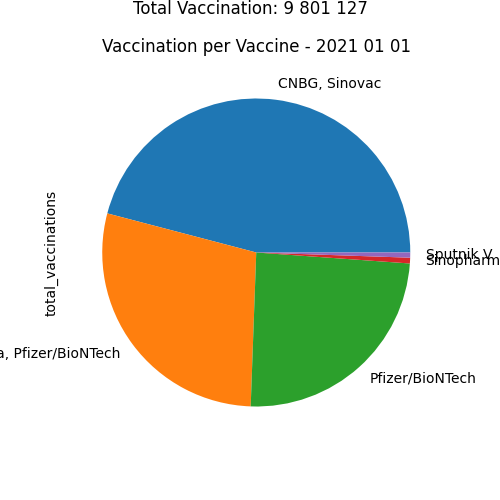 Total Vaccination: 9 801 127
Vaccination per Vaccine - 2021 01 01
CNBG, Sinovac
total_vaccinations
Sputnik V
Sinopharm
a, Pfizer/BioNTech
Pfizer/BioNTech